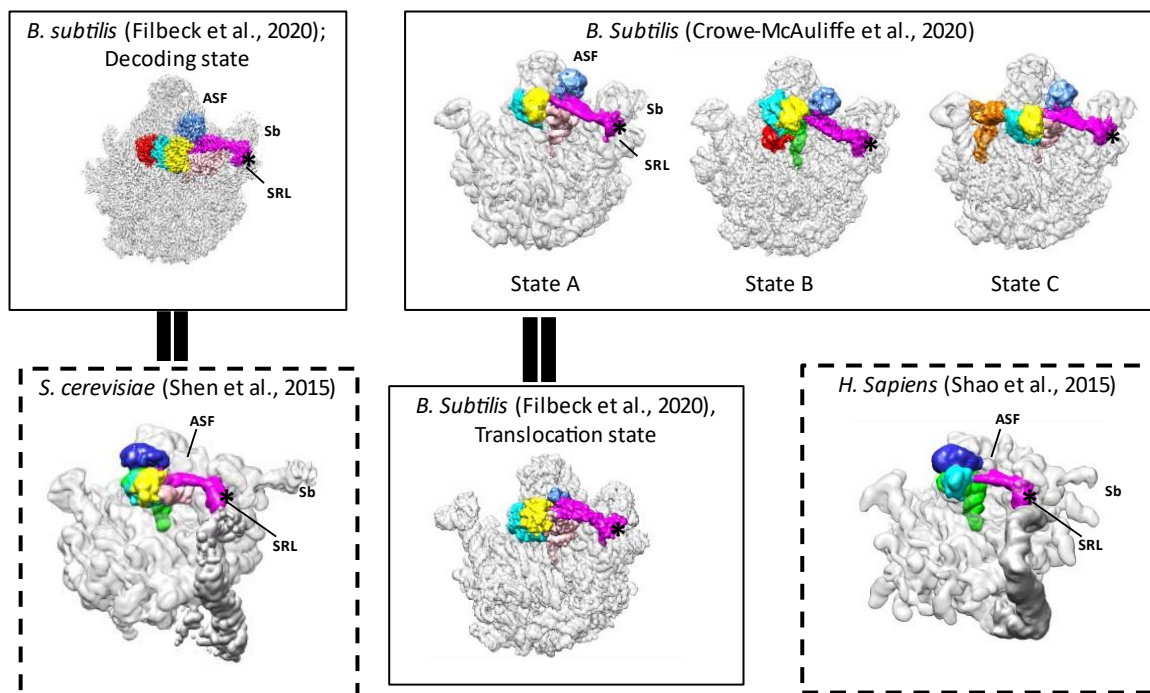 B. subtilis (Filbeck et al., 2020);
Decoding state
ASF
Sb
*
SRL
B. Subtilis (Crowe-McAuliffe et al., 2020)
ASF
Sb
*
SRL
*
*
State A
State B
State C
S. cerevisiae (Shen et al., 2015)
ASF
*
Sb
SRL
B. Subtilis (Filbeck et al., 2020),
Translocation state
*
H. Sapiens (Shao et al., 2015)
ASF
*
Sb
SRL